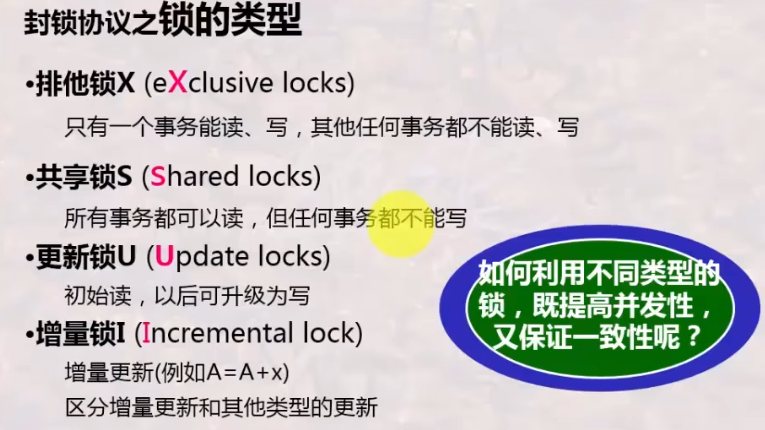 封锁协议之锁的类型
•排他锁X (eXclusive locks)
只有一个事务能读、写，其他任何事务都不能读、写
•共享锁S (Shared locks)
所有事务都可以读，但任何事务都不能写
•更新锁U (Update locks)
初始读，以后可升级为写
•增量锁I (Incremental lock)
增量更新(例如A=A+x)
区分增量更新和其他类型的更新
如何利用不同类型的
锁，既提高并发性，
又保证一致性呢？